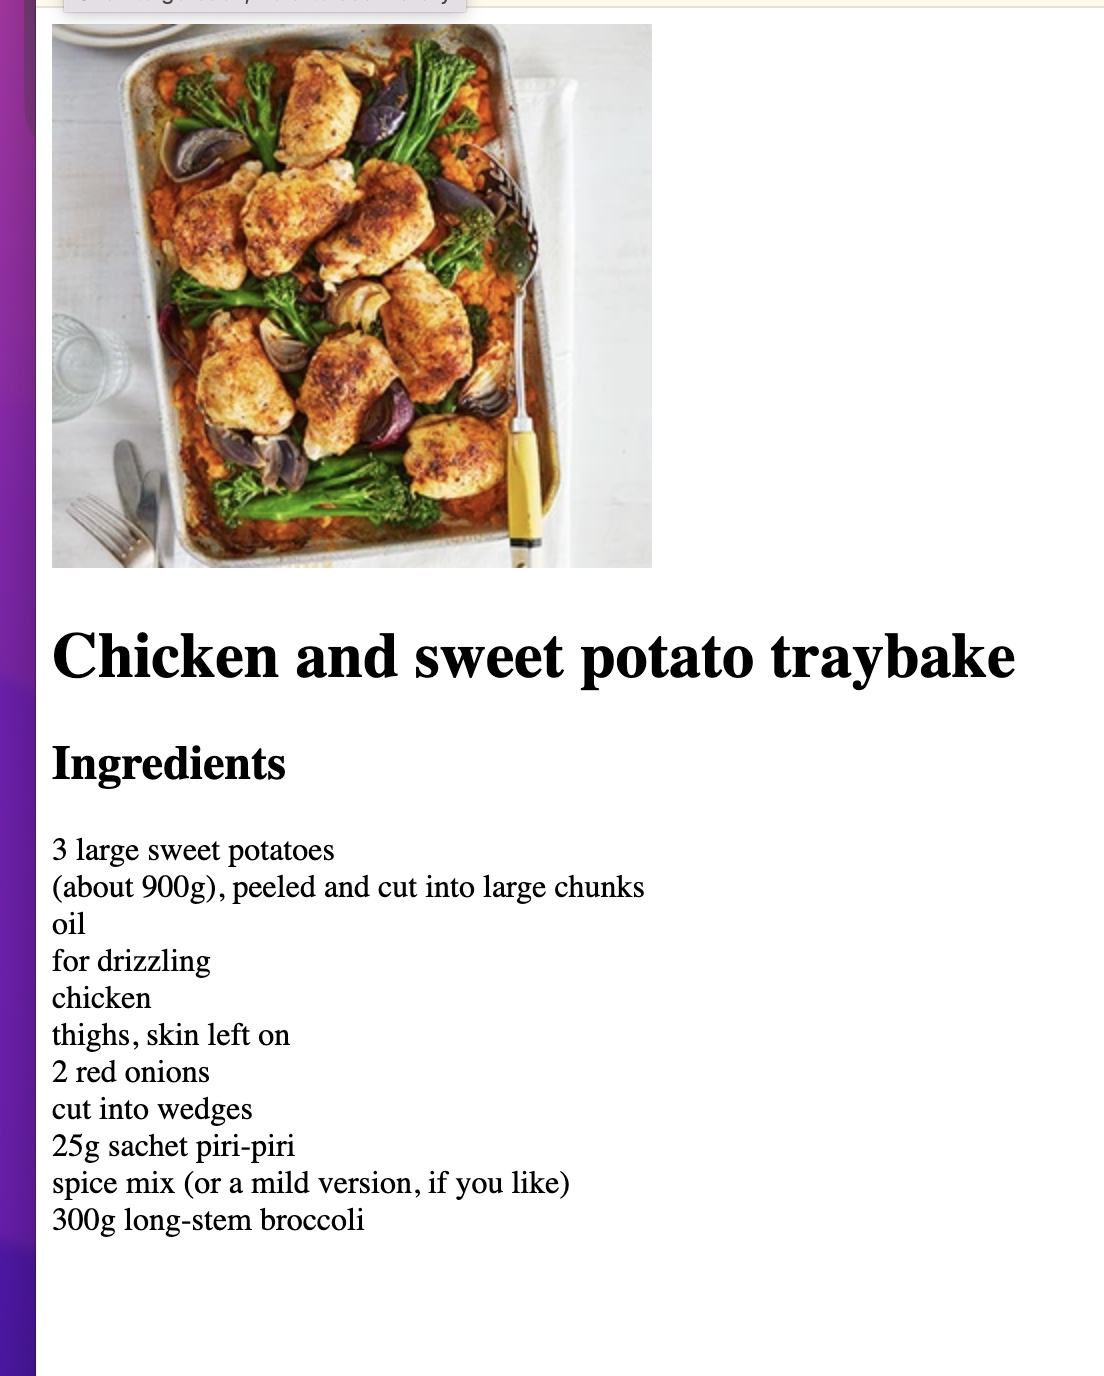 Chicken and sweet potato traybake
Ingredients
3 large sweet potatoes
(about 900g), peeled and cut into large chunks
oil
for drizzling
chicken
thighs, skin left on
2 red onions
cut into wedges
25g sachet piri-piri
spice mix (or a mild version, if you like)
300g long-stem broccoli